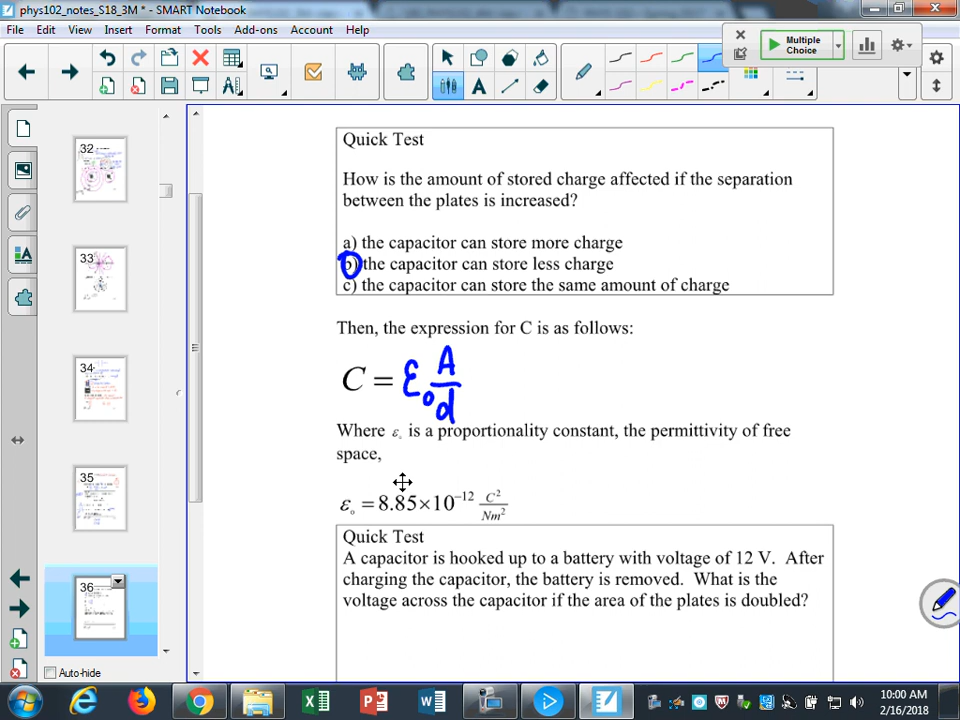 phys102_notes_S18_3M * - SMART Notebook
File Edit View Insert Format Tools Add-ons Account Help
Multiple
Choice
32
33
34
35
36
Auto-hide
Quick Test
How is the amount of stored charge affected if the separation
between the plates is increased?
a) the capacitor can store more charge
b) the capacitor can store less charge
c) the capacitor can store the same amount of charge
Then, the expression for C is as follows:
C = ε₀ A/d
Where ε₀ is a proportionality constant, the permittivity of free
space,
ε₀ = 8.85×10⁻¹² C²/Nm²
Quick Test
A capacitor is hooked up to a battery with voltage of 12 V. After
charging the capacitor, the battery is removed. What is the
voltage across the capacitor if the area of the plates is doubled?
10:00 AM
2/16/2018